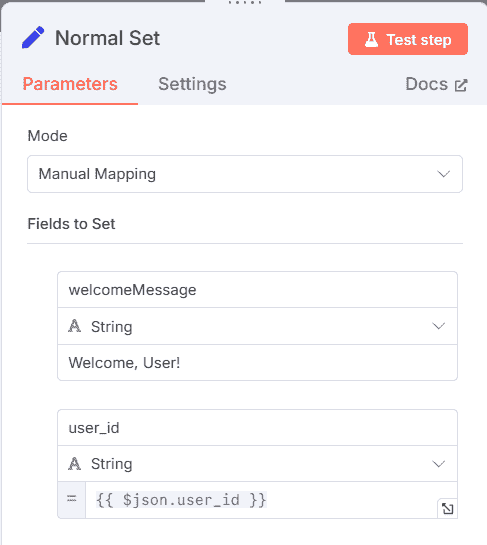 Normal Set
Test step
Parameters Settings Docs
Mode
Manual Mapping
Fields to Set
welcomeMessage
String
Welcome, User!
user_id
String
= {{ $json.user_id }}